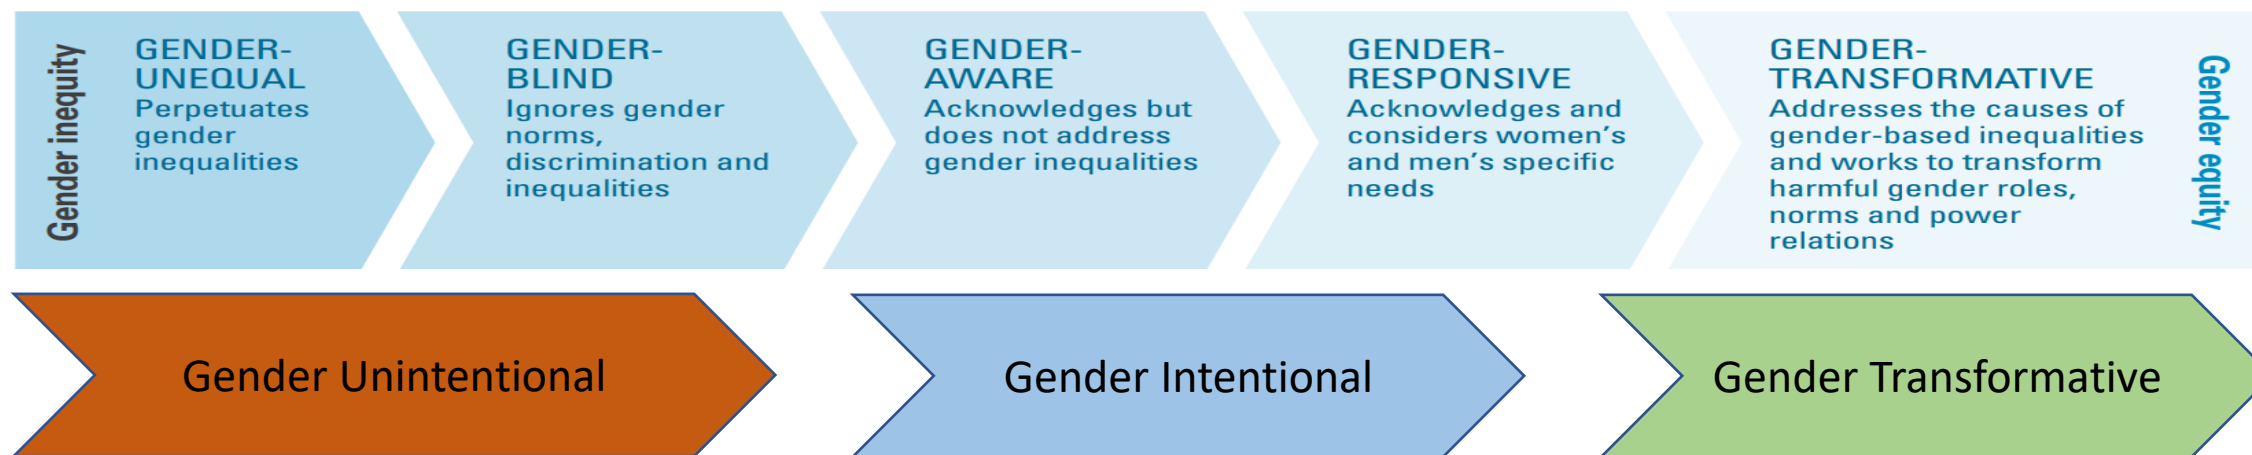 Gender inequity
GENDER-
UNEQUAL
Perpetuates
gender
inequalities
GENDER-
BLIND
Ignores gender
norms,
discrimination and
inequalities
GENDER-
AWARE
Acknowledges but
does not address
gender inequalities
GENDER-
RESPONSIVE
Acknowledges and
considers women’s
and men’s specific
needs
GENDER-
TRANSFORMATIVE
Addresses the causes of
gender-based inequalities
and works to transform
harmful gender roles,
norms and power
relations
Gender equity
Gender Unintentional
Gender Intentional
Gender Transformative